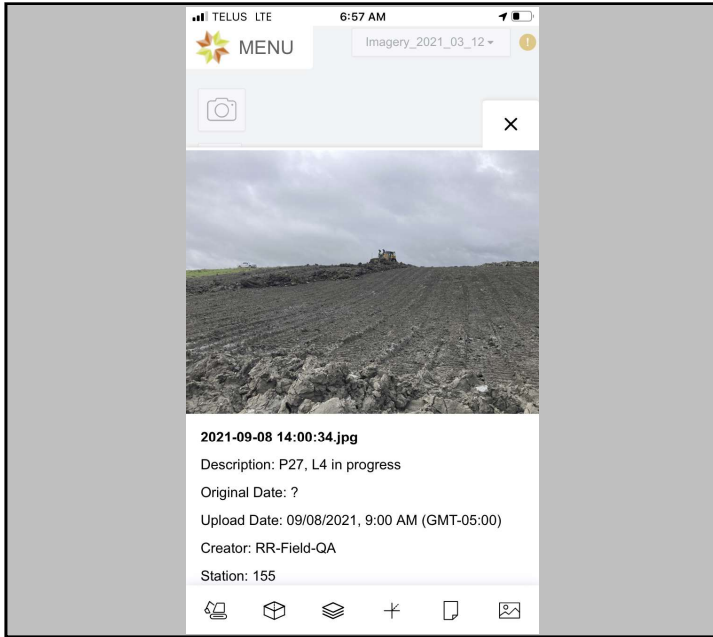 TELUS LTE 6:57 AM
MENU
Imagery_2021_03_12
!
2021-09-08 14:00:34.jpg
Description: P27, L4 in progress
Original Date: ?
Upload Date: 09/08/2021, 9:00 AM (GMT-05:00)
Creator: RR-Field-QA
Station: 155